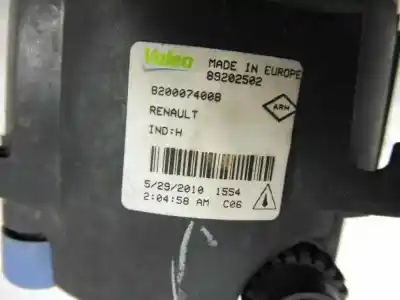 Valeo MADE IN EUROPE
89202502
8200074008
ARH
RENAULT
IND:H
5/29/2010 1554
2:04:58 AM C06